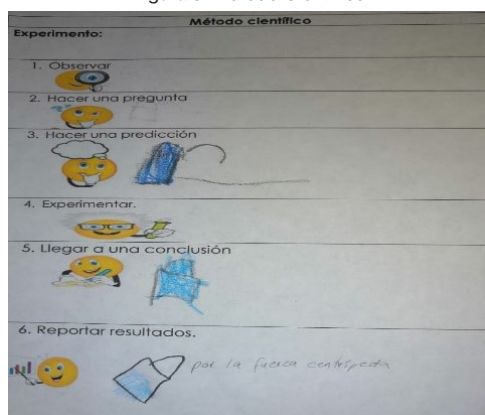 Método científico
Experimento:
1. Observar
2. Hacer una pregunta
3. Hacer una predicción
4. Experimentar.
5. Llegar a una conclusión
6. Reportar resultados.
por la fuerza centrípeta